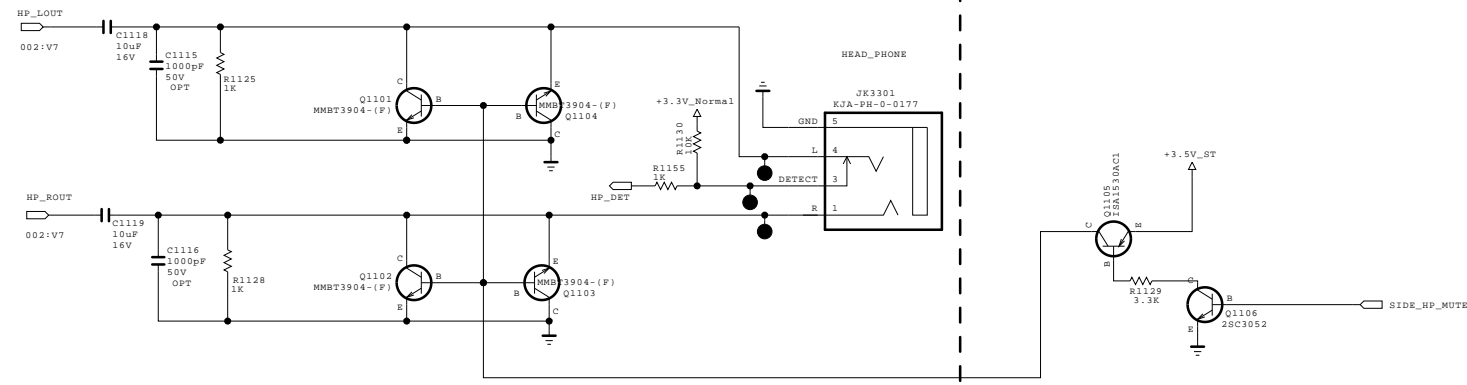 HP_LOUT
002:V7
C1118
10uF
16V
C1115
1000pF
50V
OPT
R1125
1K
C
Q1101
MMBT3904-(F)
B
E
E
MMBT3904-(F)
B
Q1104
C
HEAD_PHONE
JK3301
KJA-PH-0-0177
+3.3V_Normal
R1130
10K
GND
5
L
4
R1155
1K
DETECT
3
HP_DET
R
1
HP_ROUT
002:V7
C1119
10uF
16V
C1116
1000pF
50V
OPT
R1128
1K
C
Q1102
MMBT3904-(F)
B
E
E
MMBT3904-(F)
B
Q1103
C
+3.5V_ST
Q1105
ISA1530AC1
C
E
B
R1129
3.3K
C
B
Q1106
2SC3052
E
SIDE_HP_MUTE